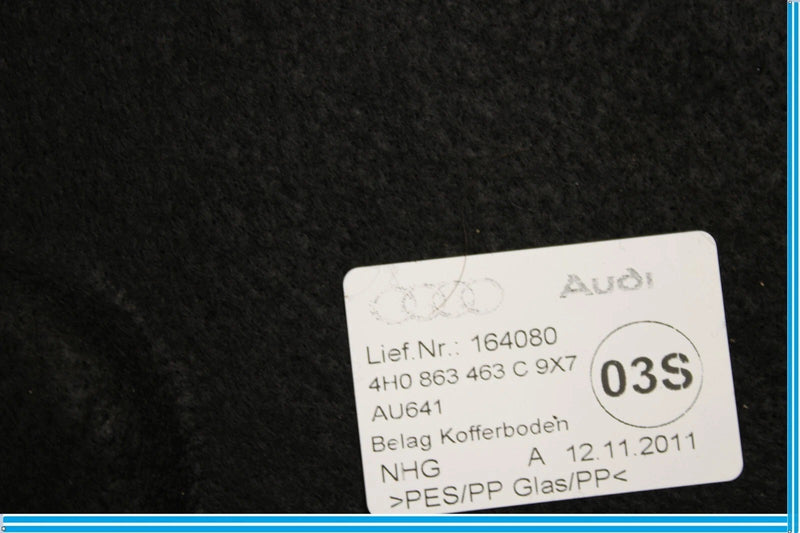 Audi
Lief.Nr.: 164080
4H0 863 463 C 9X7
03S
AU641
Belag Kofferboden
NHG A 12.11.2011
>PES/PP Glas/PP<